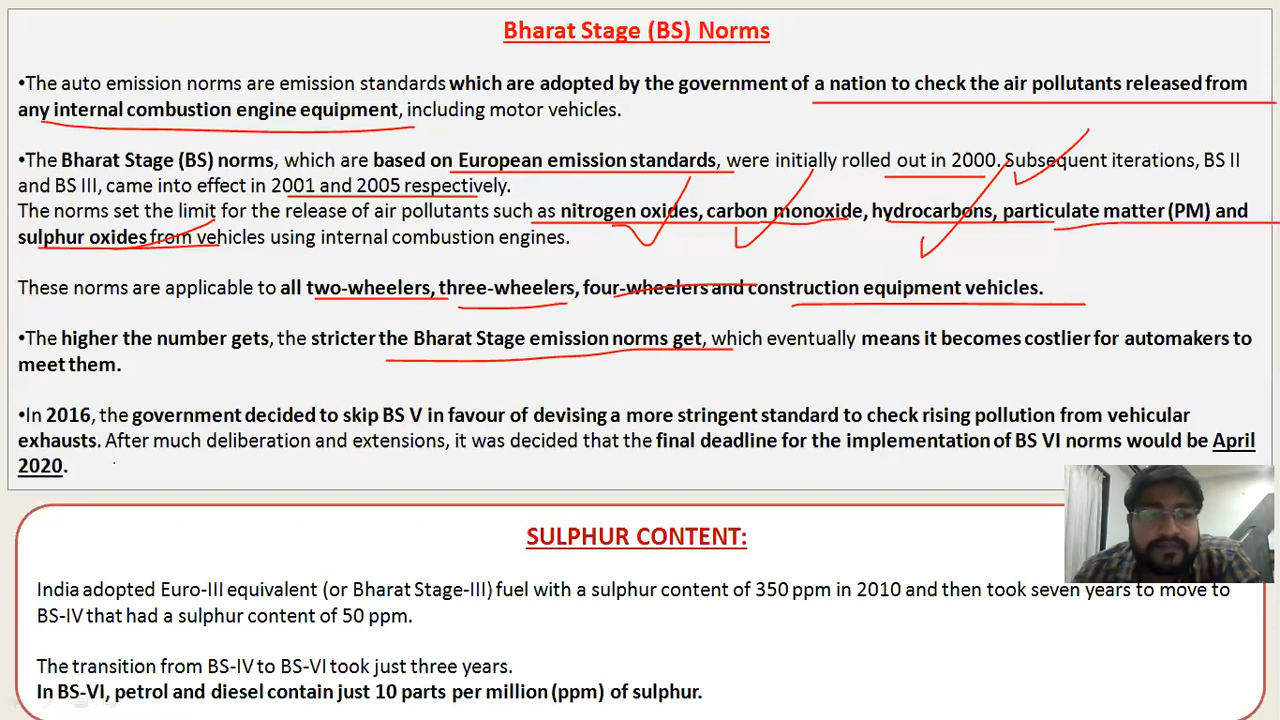 Bharat Stage (BS) Norms
•The auto emission norms are emission standards which are adopted by the government of a nation to check the air pollutants released from
any internal combustion engine equipment, including motor vehicles.
•The Bharat Stage (BS) norms, which are based on European emission standards, were initially rolled out in 2000. Subsequent iterations, BS II
and BS III, came into effect in 2001 and 2005 respectively.
The norms set the limit for the release of air pollutants such as nitrogen oxides, carbon monoxide, hydrocarbons, particulate matter (PM) and
sulphur oxides from vehicles using internal combustion engines.
These norms are applicable to all two-wheelers, three-wheelers, four-wheelers and construction equipment vehicles.
•The higher the number gets, the stricter the Bharat Stage emission norms get, which eventually means it becomes costlier for automakers to
meet them.
•In 2016, the government decided to skip BS V in favour of devising a more stringent standard to check rising pollution from vehicular
exhausts. After much deliberation and extensions, it was decided that the final deadline for the implementation of BS VI norms would be April
2020.
SULPHUR CONTENT:
India adopted Euro-III equivalent (or Bharat Stage-III) fuel with a sulphur content of 350 ppm in 2010 and then took seven years to move to
BS-IV that had a sulphur content of 50 ppm.
The transition from BS-IV to BS-VI took just three years.
In BS-VI, petrol and diesel contain just 10 parts per million (ppm) of sulphur.